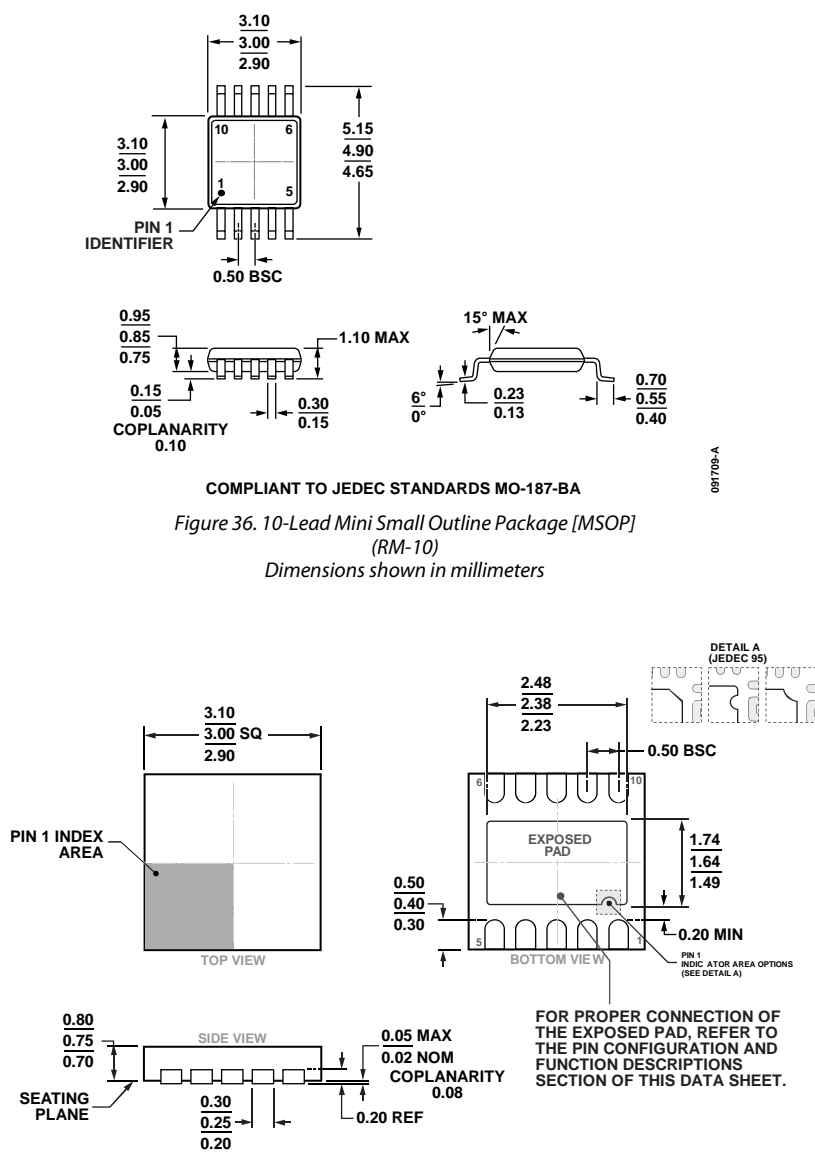 3.10
3.00
2.90
10
6
3.10
3.00
2.90
5.15
4.90
4.65
1
5
PIN 1
IDENTIFIER
0.50 BSC
0.95
0.85
0.75
1.10 MAX
15° MAX
0.15
0.05
COPLANARITY
0.10
0.30
0.15
6°
0°
0.23
0.13
0.70
0.55
0.40
COMPLIANT TO JEDEC STANDARDS MO-187-BA
091709-A
Figure 36. 10-Lead Mini Small Outline Package [MSOP]
(RM-10)
Dimensions shown in millimeters
DETAIL A
(JEDEC 95)
3.10
3.00 SQ
2.90
2.48
2.38
2.23
0.50 BSC
6
10
PIN 1 INDEX
AREA
EXPOSED
PAD
1.74
1.64
1.49
0.50
0.40
0.30
0.20 MIN
5
1
TOP VIEW
BOTTOM VIEW
PIN 1
INDIC ATOR AREA OPTIONS
(SEE DETAIL A)
FOR PROPER CONNECTION OF
THE EXPOSED PAD, REFER TO
THE PIN CONFIGURATION AND
FUNCTION DESCRIPTIONS
SECTION OF THIS DATA SHEET.
0.80
0.75
0.70
SIDE VIEW
0.05 MAX
0.02 NOM
COPLANARITY
0.08
SEATING
PLANE
0.30
0.25
0.20
0.20 REF